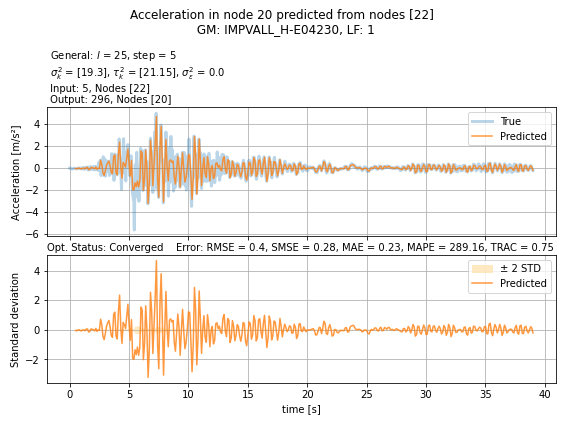 Acceleration in node 20 predicted from nodes [22]
GM: IMPVALL_H-E04230, LF: 1
General: l = 25, step = 5
σ²ₖ = [19.3], τ²ₖ = [21.15], σ²ε = 0.0
Input: 5, Nodes [22]
Output: 296, Nodes [20]
Acceleration [m/s²]
4
2
0
−2
−4
−6
True
Predicted
Opt. Status: Converged Error: RMSE = 0.4, SMSE = 0.28, MAE = 0.23, MAPE = 289.16, TRAC = 0.75
Standard deviation
4
2
0
−2
± 2 STD
Predicted
0 5 10 15 20 25 30 35 40
time [s]